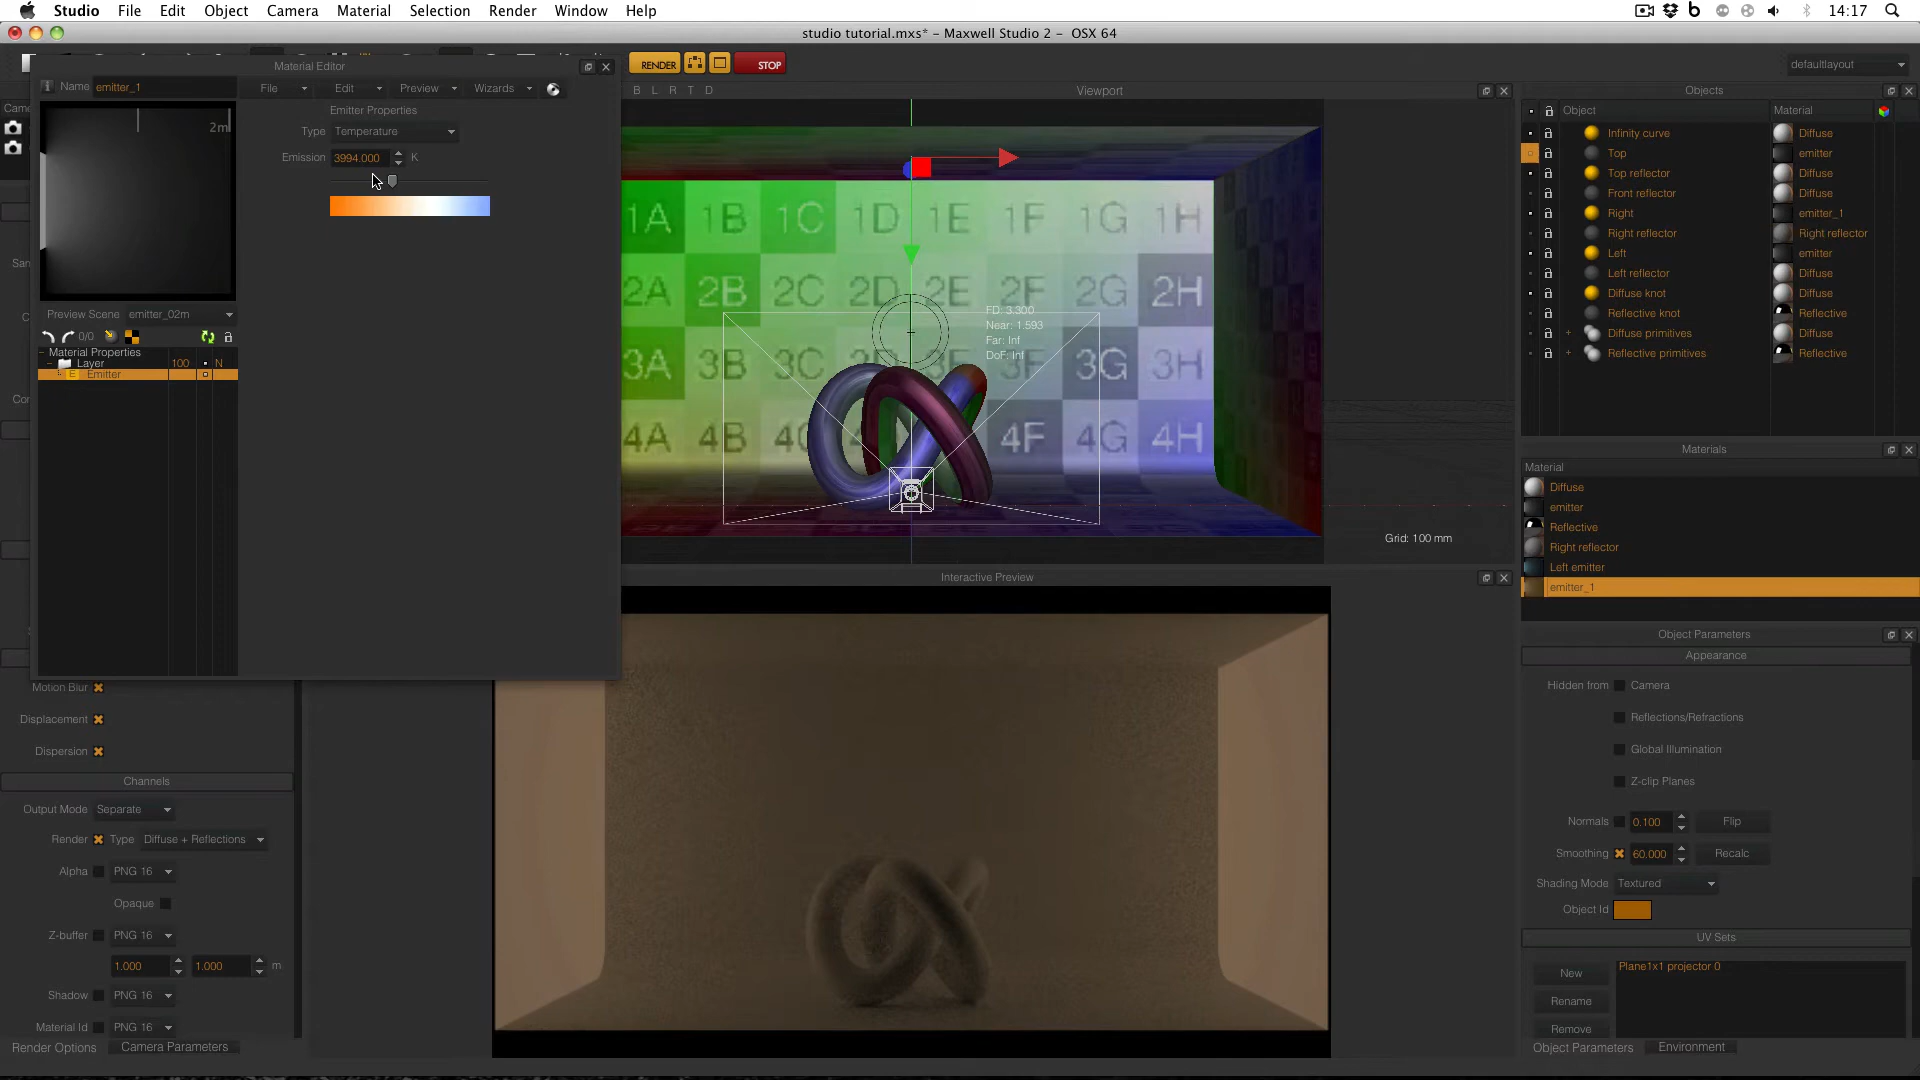 Studio File Edit Object Camera Material Selection Render Window Help 14:17
studio tutorial.mxs* - Maxwell Studio 2 - OSX 64
RENDER STOP defaultlayout
Material Editor
Name emitter_1 File Edit Preview Wizards
Emitter Properties
Type Temperature
Emission 3994.000 K
2m
Preview Scene emitter_02m
0/0
Material Properties
Layer 100 N
E Emitter
B L R T D Viewport
1A 1B 1C 1D 1E 1F 1G 1H
2A 2B 2C 2D 2E 2F 2G 2H
3A 3B 3C 3D 3E 3F 3G 3H
4A 4B 4F 4G 4H
FD: 3.300
Near: 1.593
Far: Inf
DoF: Inf
Grid: 100 mm
Interactive Preview
Objects
Object Material
Infinity curve Diffuse
Top emitter
Top reflector Diffuse
Front reflector Diffuse
Right emitter_1
Right reflector Right reflector
Left emitter
Left reflector Diffuse
Diffuse knot Diffuse
Reflective knot Reflective
Diffuse primitives Diffuse
Reflective primitives Reflective
Materials
Material
Diffuse
emitter
Reflective
Right reflector
Left emitter
emitter_1
Object Parameters
Appearance
Hidden from Camera
Reflections/Refractions
Global Illumination
Z-clip Planes
Normals 0.100 Flip
Smoothing 60.000 Recalc
Shading Mode Textured
Object Id
UV Sets
New Plane1x1 projector 0
Rename
Remove
Object Parameters Environment
Motion Blur
Displacement
Dispersion
Channels
Output Mode Separate
Render Type Diffuse + Reflections
Alpha PNG 16
Opaque
Z-buffer PNG 16
1.000 1.000 m
Shadow PNG 16
Material Id PNG 16
Render Options Camera Parameters